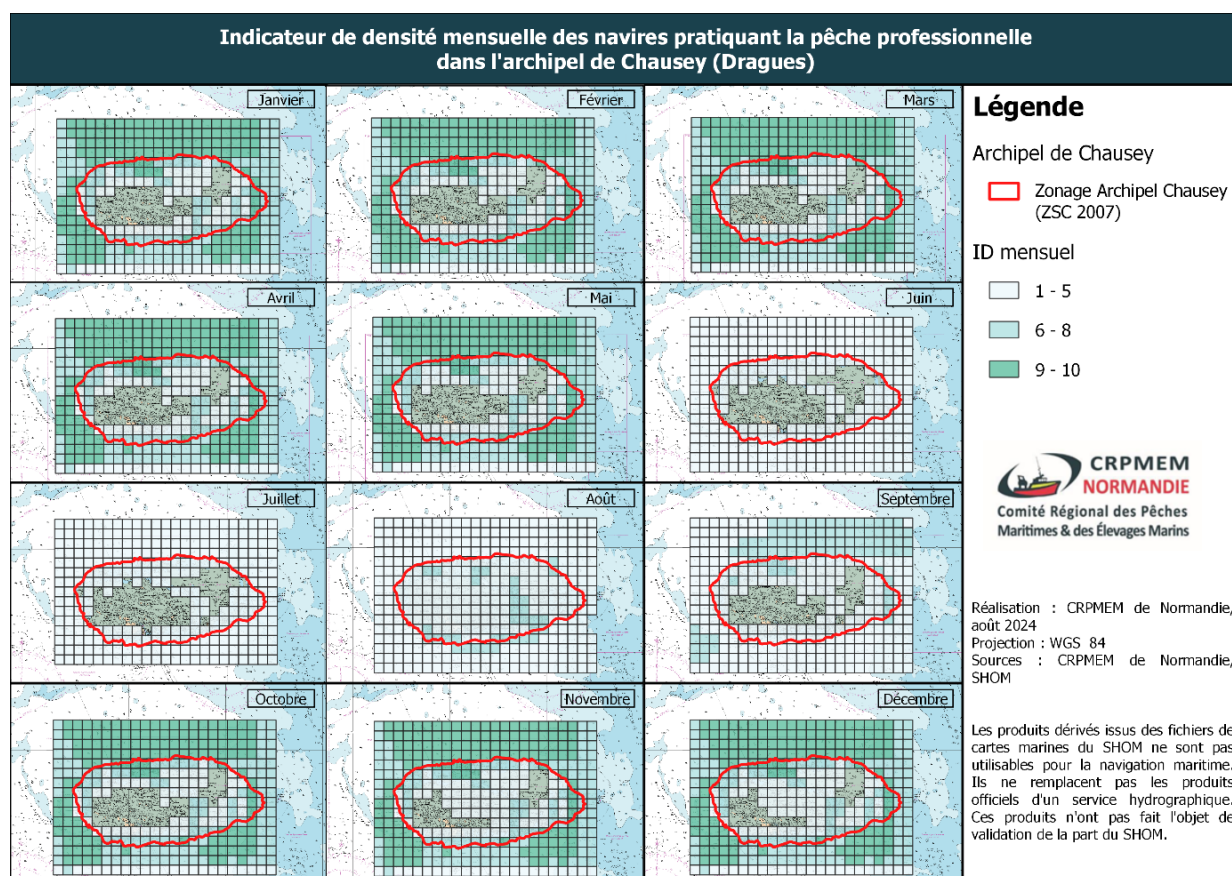 Indicateur de densité mensuelle des navires pratiquant la pêche professionnelle
dans l'archipel de Chausey (Dragues)
Janvier
Février
Mars
Avril
Mai
Juin
Juillet
Août
Septembre
Octobre
Novembre
Décembre
Légende
Archipel de Chausey
Zonage Archipel Chausey
(ZSC 2007)
ID mensuel
1 - 5
6 - 8
9 - 10
CRPMEM
NORMANDIE
Comité Régional des Pêches
Maritimes & des Élevages Marins
Réalisation : CRPMEM de Normandie,
août 2024
Projection : WGS 84
Sources : CRPMEM de Normandie,
SHOM
Les produits dérivés issus des fichiers de
cartes marines du SHOM ne sont pas
utilisables pour la navigation maritime.
Ils ne remplacent pas les produits
officiels d'un service hydrographique.
Ces produits n'ont pas fait l'objet de
validation de la part du SHOM.